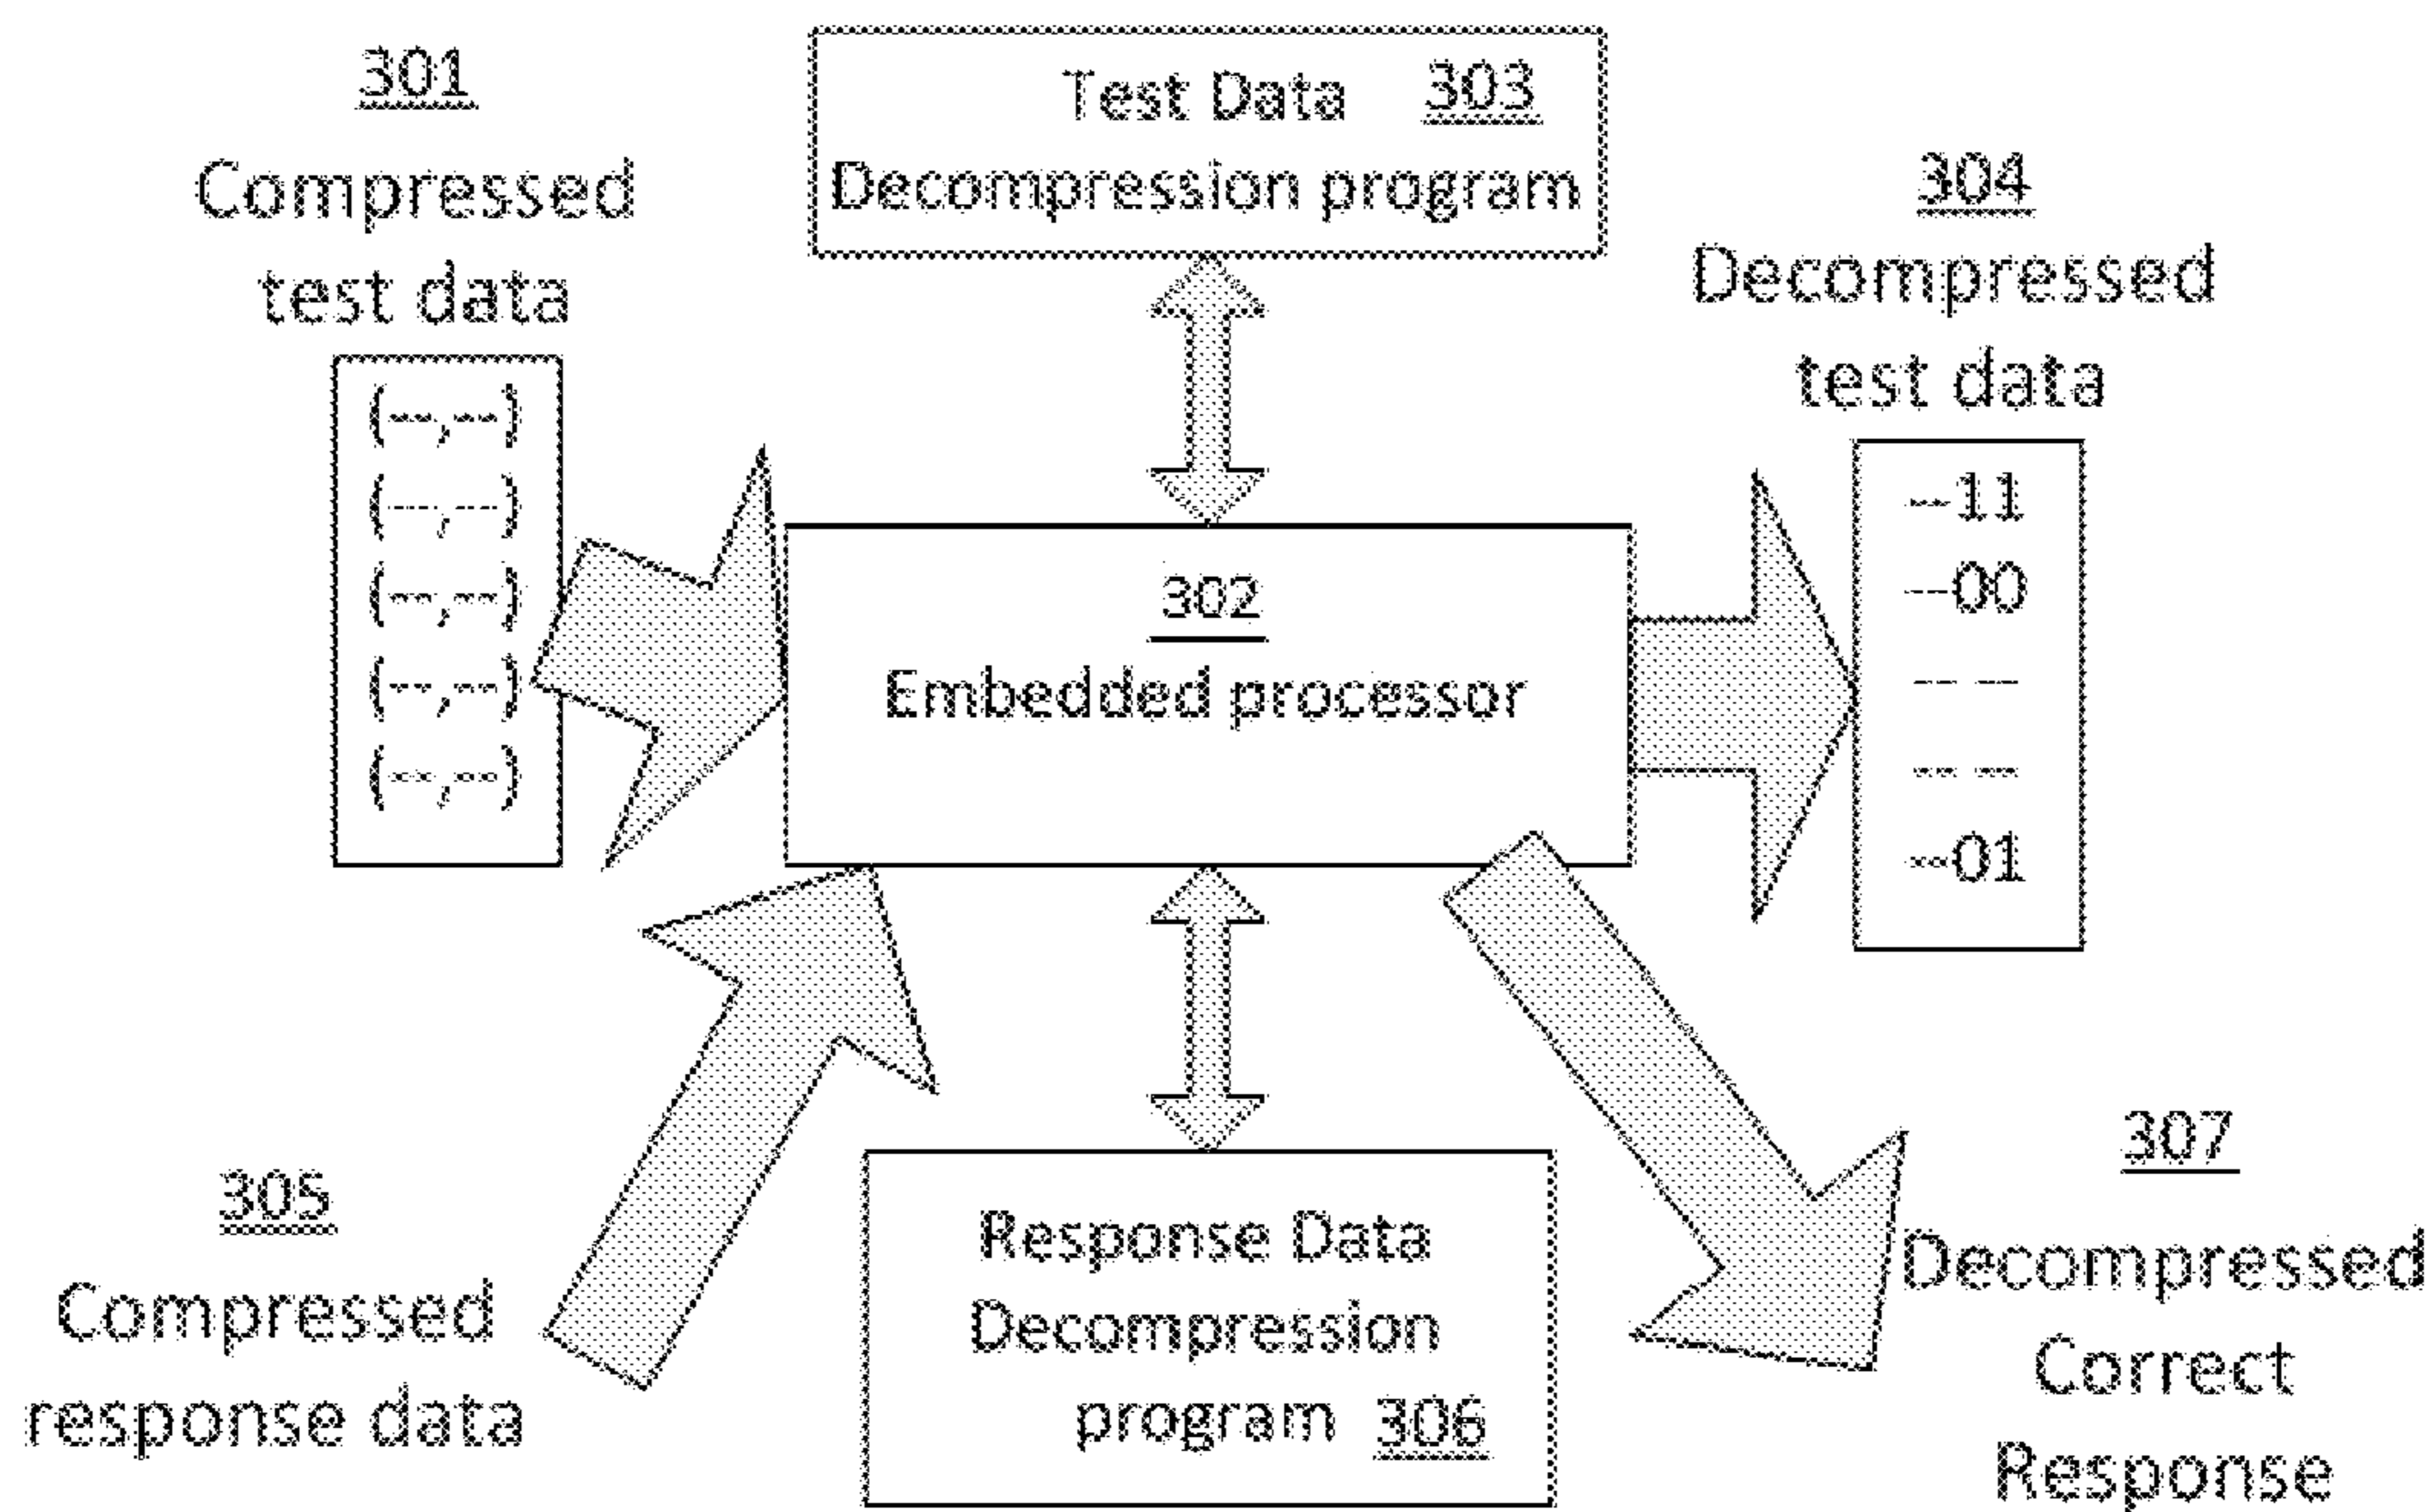 301
Compressed
test data
(--,--)
(--,--)
(--,--)
(--,--)
(--,--)
Test Data 303
Decompression program
302
Embedded processor
304
Decompressed
test data
--11
--00
-- --
-- --
--01
305
Compressed
response data
Response Data
Decompression
program 306
307
Decompressed
Correct
Response